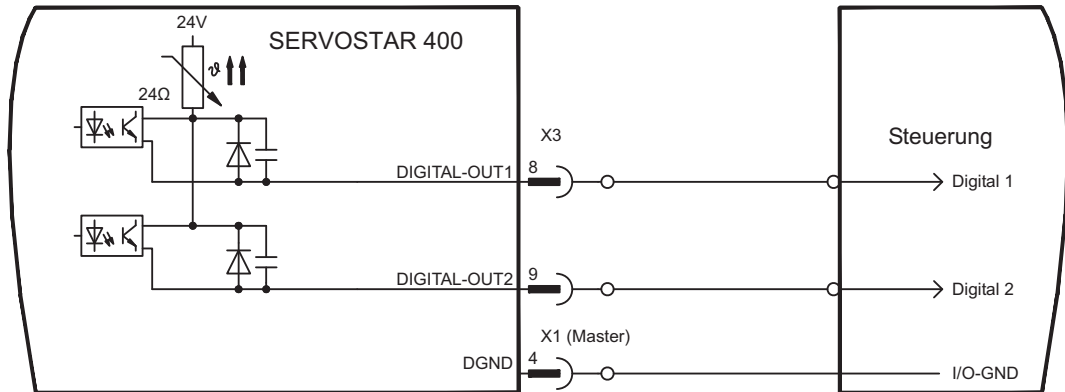 24V
SERVOSTAR 400
ϑ
24Ω
X3
Steuerung
DIGITAL-OUT1
8
Digital 1
DIGITAL-OUT2
9
Digital 2
X1 (Master)
DGND
4
I/O-GND